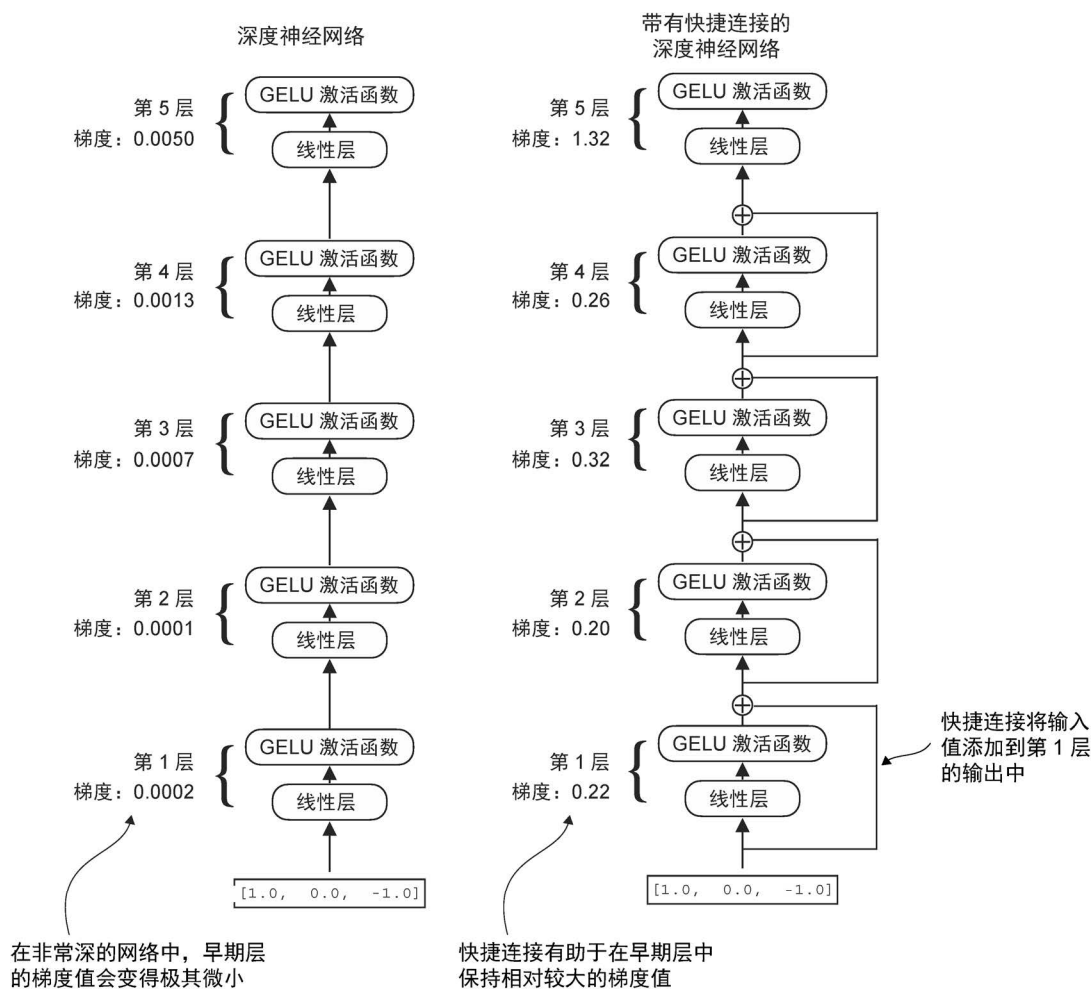 深度神经网络
GELU 激活函数
第 5 层
梯度：0.0050
线性层
GELU 激活函数
第 4 层
梯度：0.0013
线性层
GELU 激活函数
第 3 层
梯度：0.0007
线性层
GELU 激活函数
第 2 层
梯度：0.0001
线性层
GELU 激活函数
第 1 层
梯度：0.0002
线性层
[1.0, 0.0, -1.0]
在非常深的网络中，早期层
的梯度值会变得极其微小
带有快捷连接的
深度神经网络
GELU 激活函数
第 5 层
梯度：1.32
线性层
GELU 激活函数
第 4 层
梯度：0.26
线性层
GELU 激活函数
第 3 层
梯度：0.32
线性层
GELU 激活函数
第 2 层
梯度：0.20
线性层
GELU 激活函数
第 1 层
梯度：0.22
线性层
[1.0, 0.0, -1.0]
快捷连接将输入
值添加到第 1 层
的输出中
快捷连接有助于在早期层中
保持相对较大的梯度值